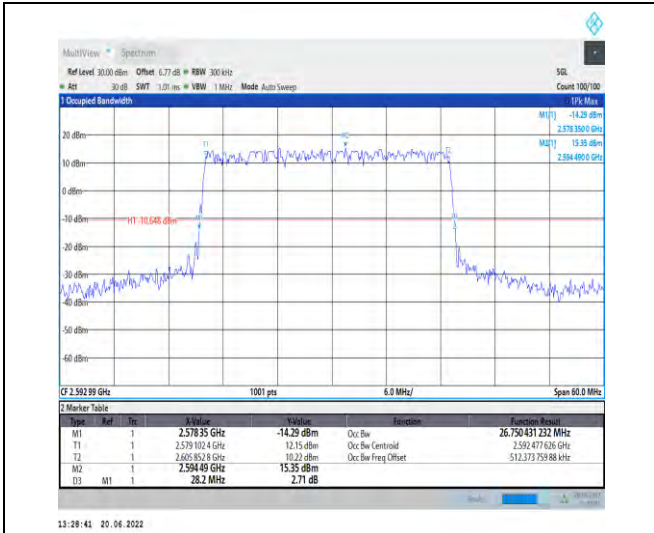 MultiView Spectrum
Ref Level 30.00 dBm Offset 6.77 dB RBW 300 kHz SGL
Att 30 dB SWT 1.01 ms VBW 1 MHz Mode Auto Sweep Count 100/100
1 Occupied Bandwidth 1Pk Max
M1[1] -14.29 dBm
2.578 350 0 GHz
M2[1] 15.35 dBm
2.594 490 0 GHz
20 dBm
10 dBm
0 dBm
-10 dBm
H1 -10.646 dBm
-20 dBm
-30 dBm
-40 dBm
-50 dBm
-60 dBm
CF 2.592 99 GHz 1001 pts 6.0 MHz/ Span 60.0 MHz
2 Marker Table
Type Ref Trc X-Value Y-Value Function Function Result
M1 1 2.578 35 GHz -14.29 dBm Occ Bw 26.750 431 232 MHz
T1 1 2.579 102 4 GHz 12.15 dBm Occ Bw Centroid 2.592 477 626 GHz
T2 1 2.605 852 8 GHz 10.22 dBm Occ Bw Freq Offset -512.373 759 88 kHz
M2 1 2.594 49 GHz 15.35 dBm
D3 M1 1 28.2 MHz 2.71 dB
13:28:41 20.06.2022